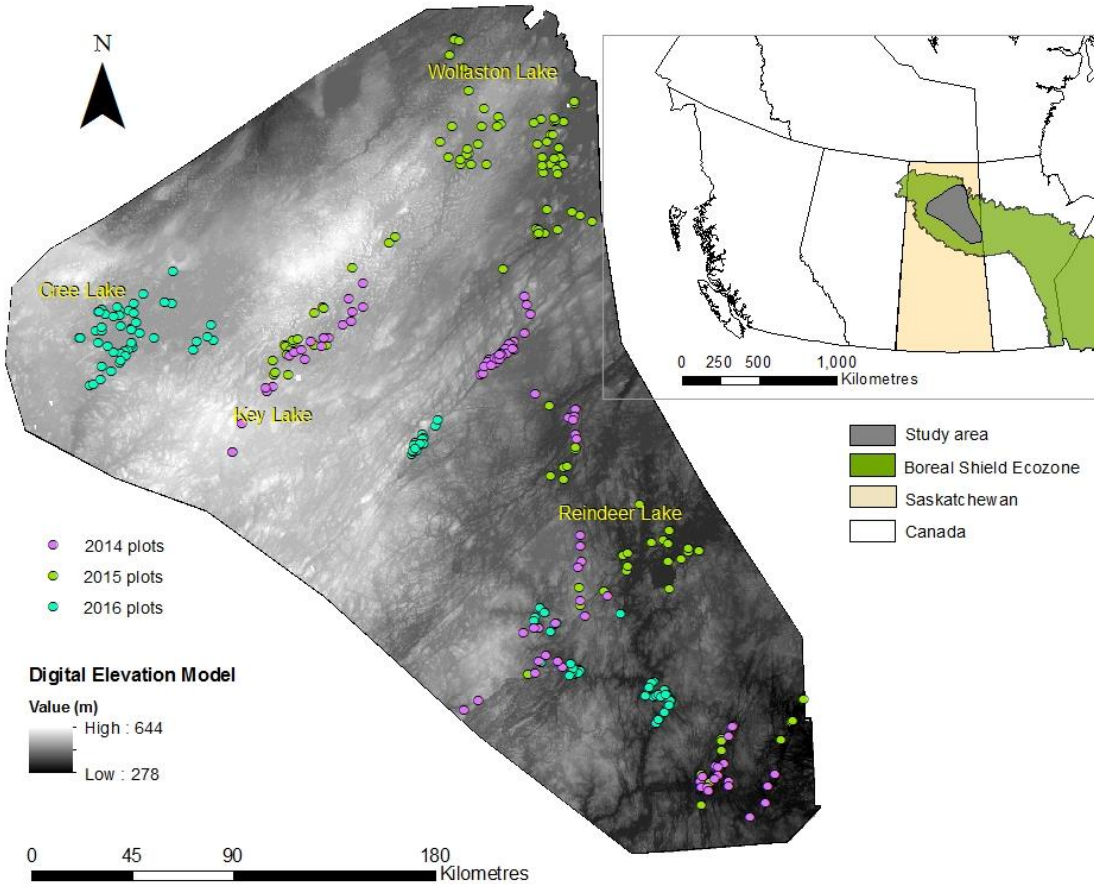 N
Wollaston Lake
Cree Lake
Key Lake
Reindeer Lake
0 250 500 1,000
Kilometres
Study area
Boreal Shield Ecozone
Saskatchewan
Canada
2014 plots
2015 plots
2016 plots
Digital Elevation Model
Value (m)
High : 644
Low : 278
0 45 90 180
Kilometres